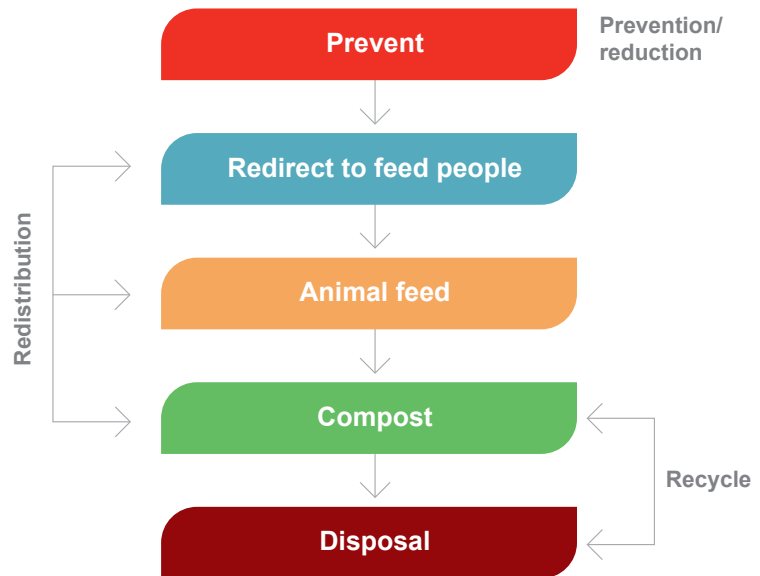 Prevent
Prevention/
reduction
Redirect to feed people
Redistribution
Animal feed
Compost
Recycle
Disposal